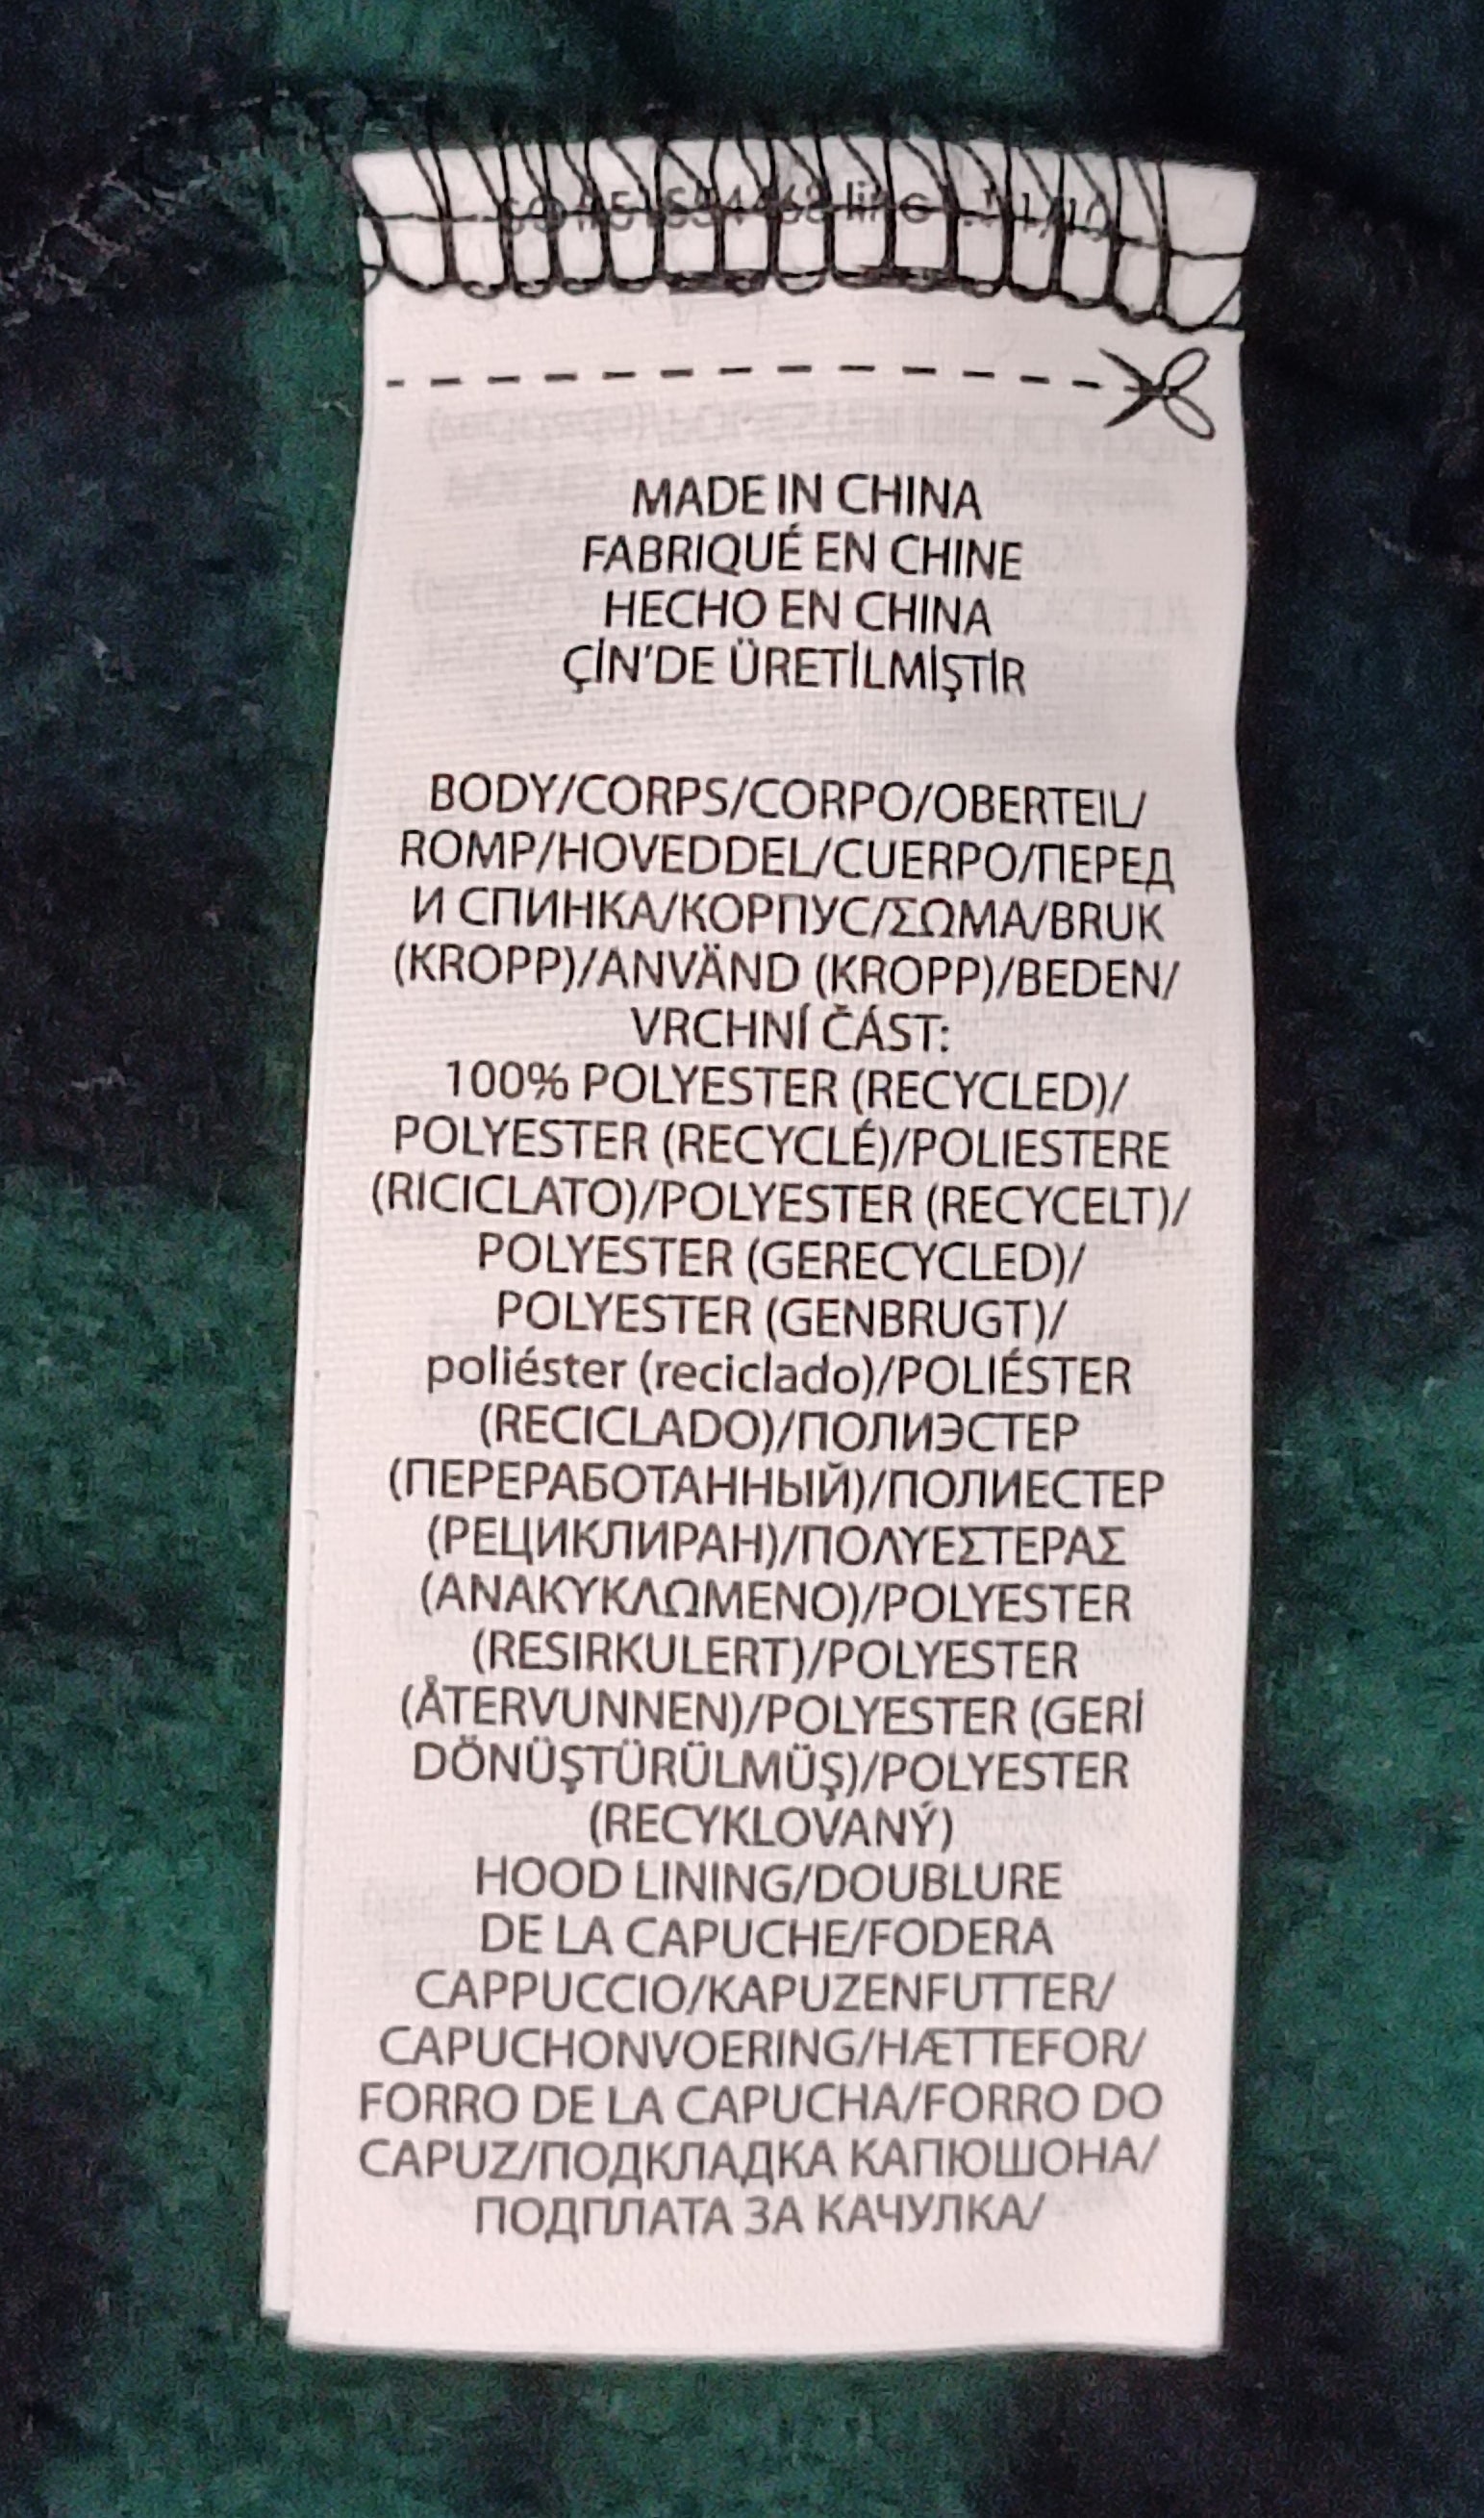 MADE IN CHINA
FABRIQUÉ EN CHINE
HECHO EN CHINA
ÇİN'DE ÜRETİLMİŞTİR
BODY/CORPS/CORPO/OBERTEIL/
ROMP/HOVEDDEL/CUERPO/ПЕРЕД
И СПИНКА/КОРПУС/ΣΩΜΑ/BRUK
(KROPP)/ANVÄND (KROPP)/BEDEN/
VRCHNÍ ČÁST:
100% POLYESTER (RECYCLED)/
POLYESTER (RECYCLÉ)/POLIESTERE
(RICICLATO)/POLYESTER (RECYCELT)/
POLYESTER (GERECYCLED)/
POLYESTER (GENBRUGT)/
poliéster (reciclado)/POLIÉSTER
(RECICLADO)/ПОЛИЭСТЕР
(ПЕРЕРАБОТАННЫЙ)/ПОЛИЕСТЕР
(РЕЦИКЛИРАН)/ΠΟΛΥΕΣΤΕΡΑΣ
(ΑΝΑΚΥΚΛΩΜΕΝΟ)/POLYESTER
(RESIRKULERT)/POLYESTER
(ÅTERVUNNEN)/POLYESTER (GERİ
DÖNÜŞTÜRÜLMÜŞ)/POLYESTER
(RECYKLOVANÝ)
HOOD LINING/DOUBLURE
DE LA CAPUCHE/FODERA
CAPPUCCIO/KAPUZENFUTTER/
CAPUCHONVOERING/HÆTTEFOR/
FORRO DE LA CAPUCHA/FORRO DO
CAPUZ/ПОДКЛАДКА КАПЮШОНА/
ПОДПЛАТА ЗА КАЧУЛКА/